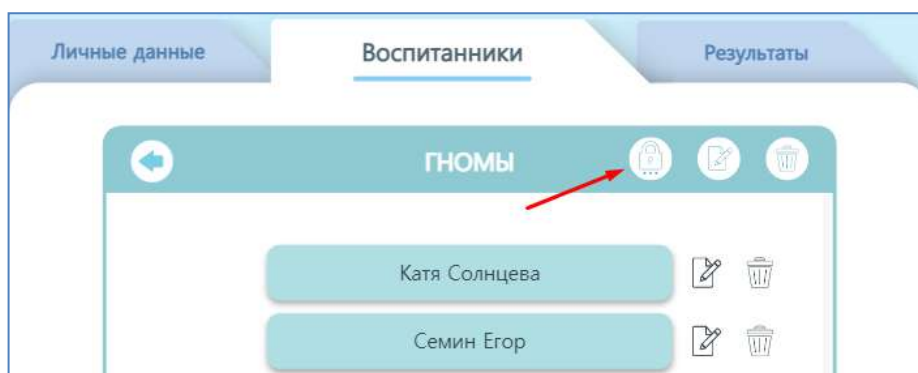 Личные данные Воспитанники Результаты
ГНОМЫ
Катя Солнцева
Семин Егор